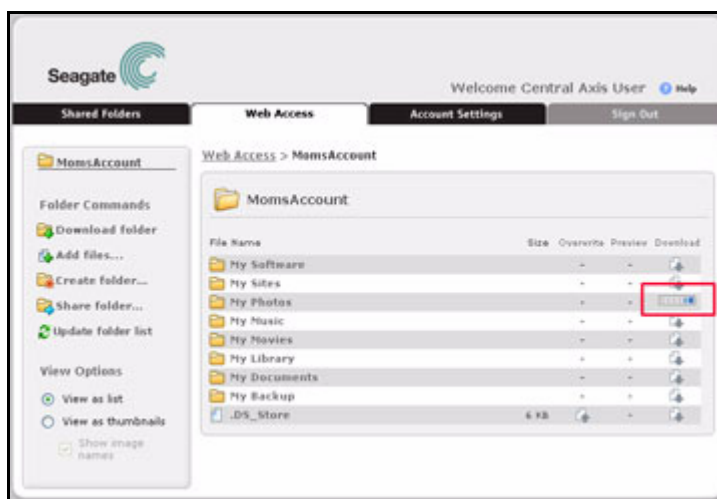 Seagate
Welcome Central Axis User Help
Shared Folders Web Access Account Settings Sign Out
MomsAccount
Folder Commands
Download folder
Add files...
Create folder...
Share folder...
Update folder list
View Options
View as list
View as thumbnails
Show image
names
Web Access > MomsAccount
MomsAccount
File Name Size Overwrite Preview Download
My Software - -
My Sites - -
My Photos - -
My Music - -
My Movies - -
My Library - -
My Documents - -
My Backup - -
.DS_Store 6 KB -